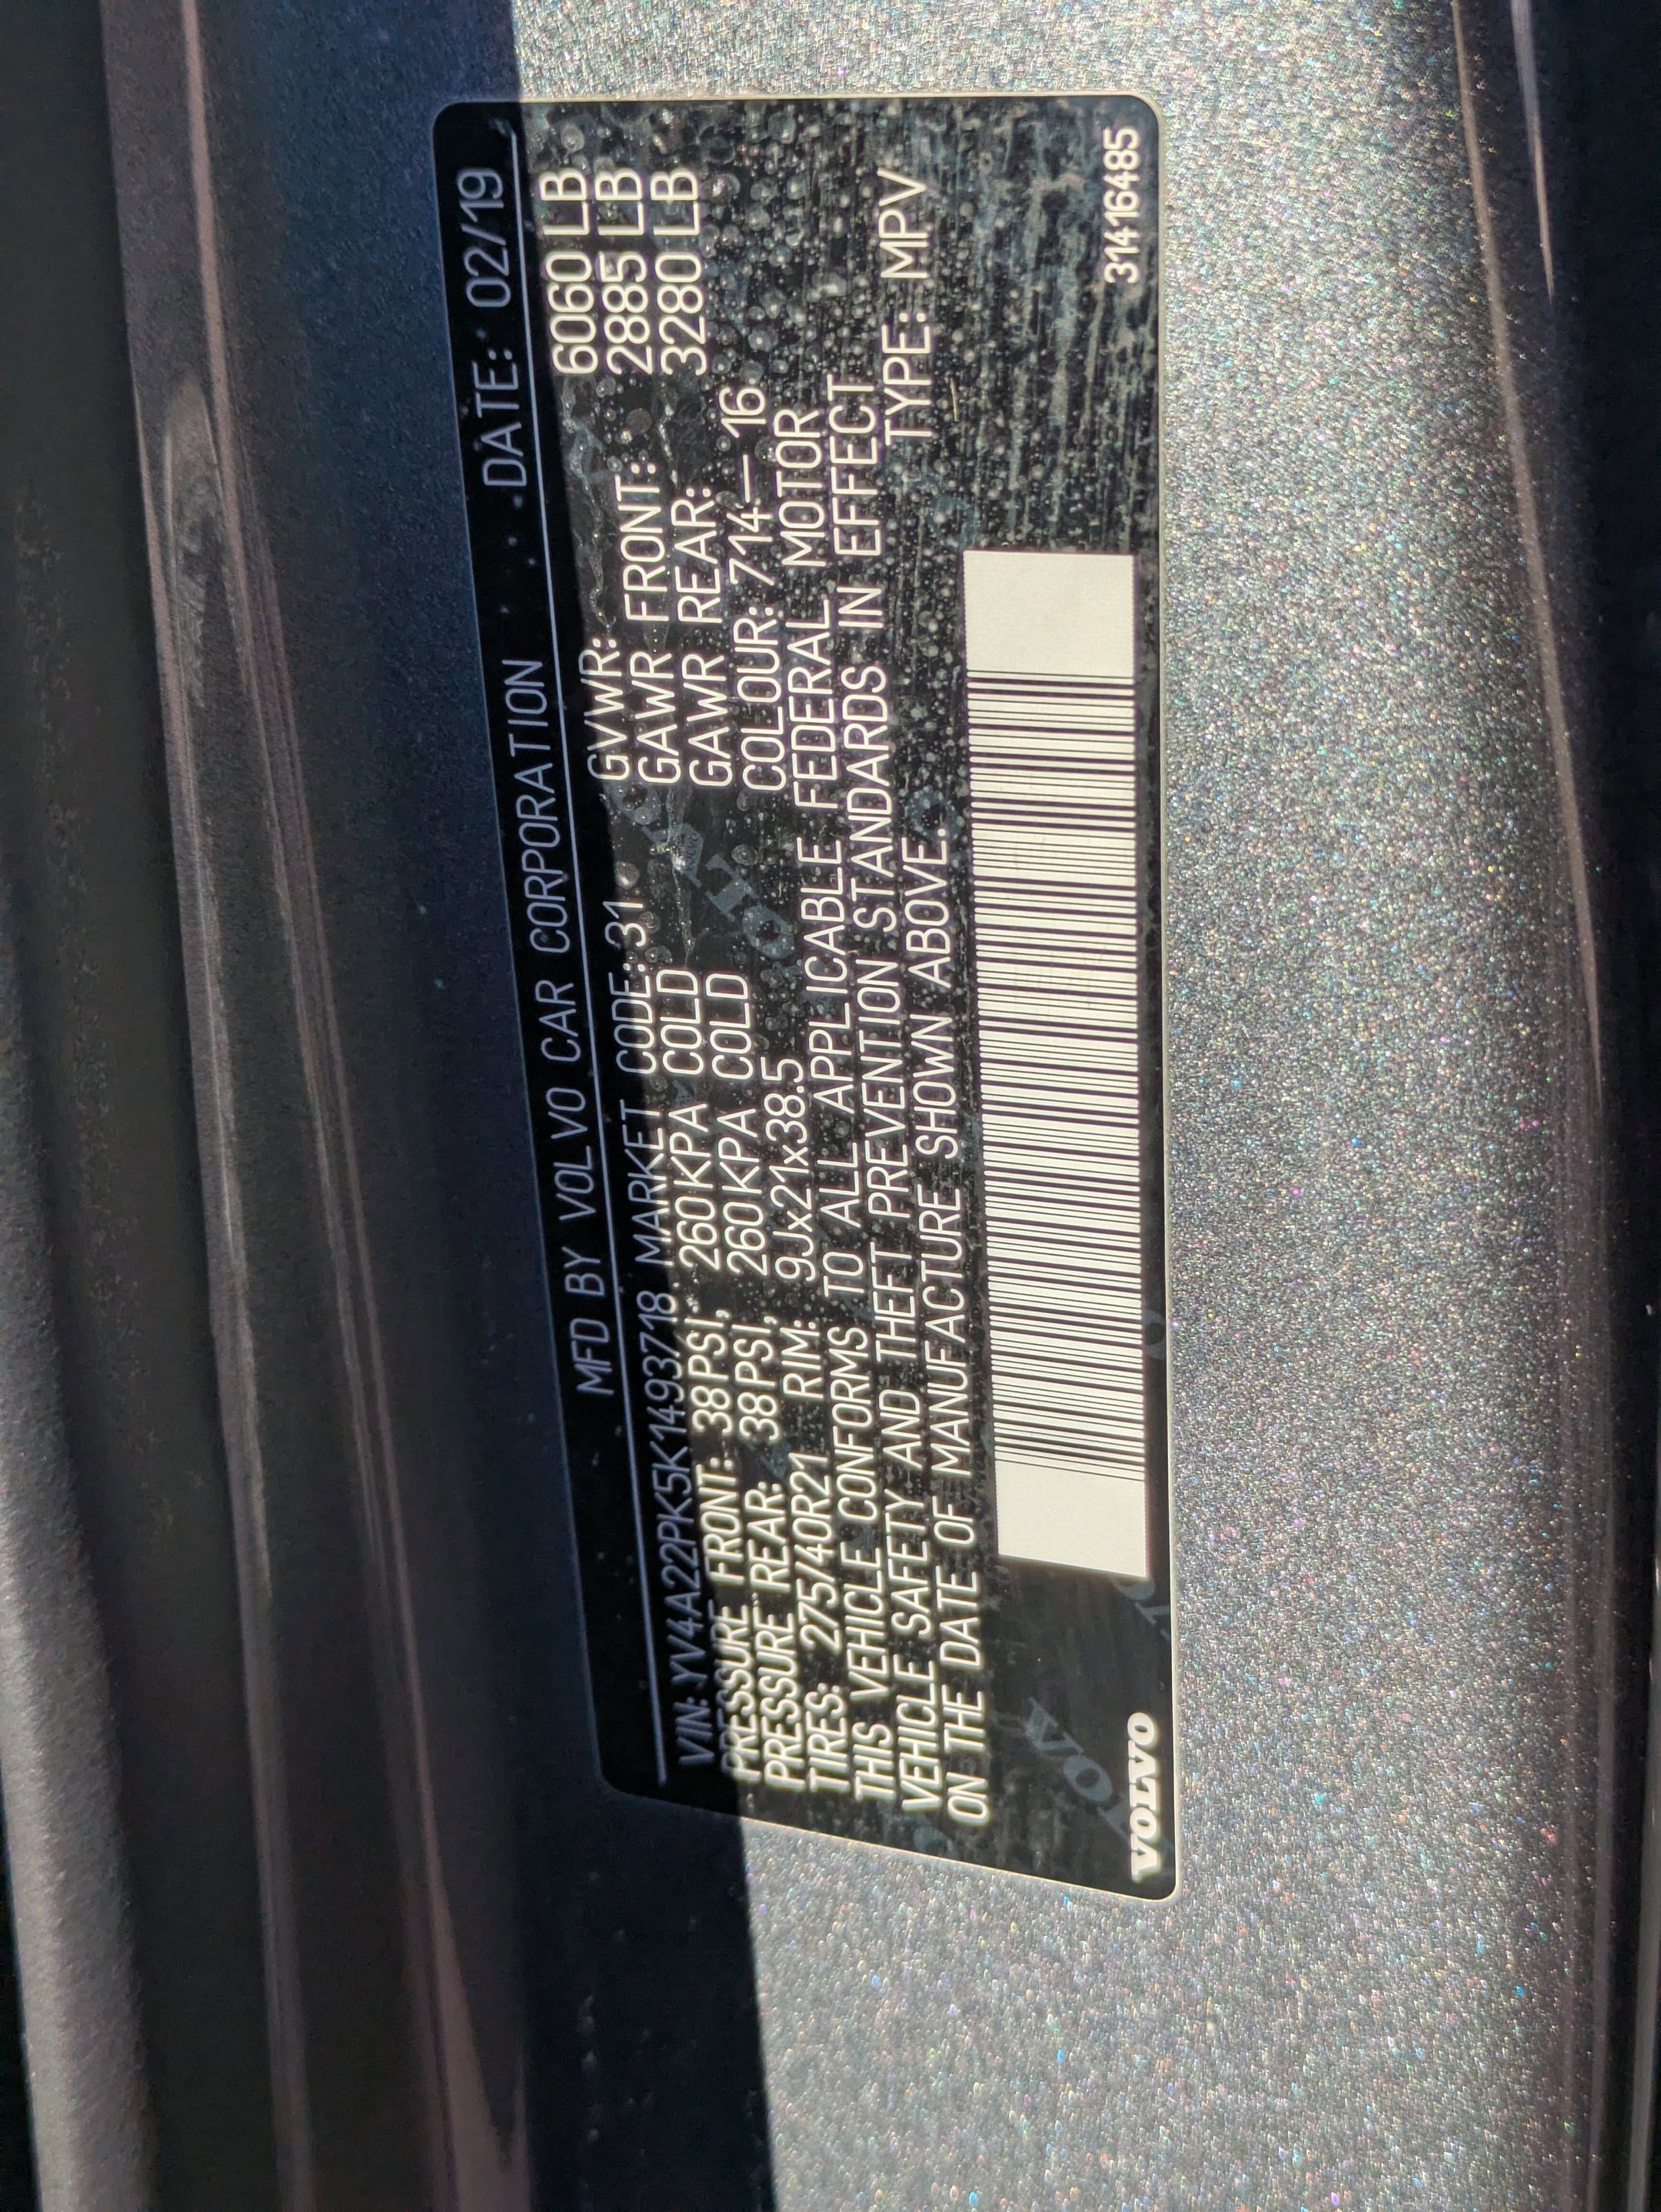 MFD BY VOLVO CAR CORPORATION DATE: 02/19
VIN: YV4A22PK5K1493718 MARKET CODE: 31 GVWR: 6060 LB
PRESSURE FRONT: 38PSI, 260KPA COLD GAWR FRONT: 2885 LB
PRESSURE REAR: 38PSI, 260KPA COLD GAWR REAR: 3280 LB
TIRES: 275/40R21 RIM: 9Jx21x38.5 COLOUR: 714-16
THIS VEHICLE CONFORMS TO ALL APPLICABLE FEDERAL MOTOR
VEHICLE SAFETY AND THEFT PREVENTION STANDARDS IN EFFECT
ON THE DATE OF MANUFACTURE SHOWN ABOVE. TYPE: MPV
VOLVO 31416485